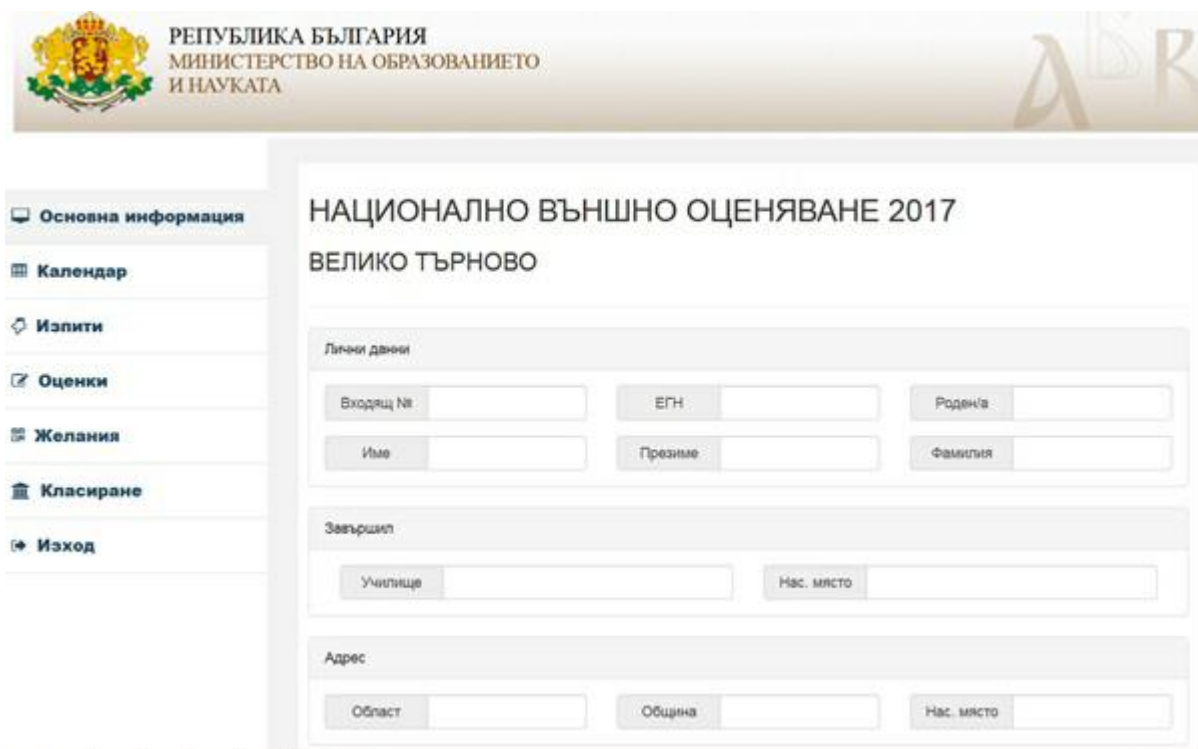 РЕПУБЛИКА БЪЛГАРИЯ
МИНИСТЕРСТВО НА ОБРАЗОВАНИЕТО
И НАУКАТА
Основна информация
Календар
Изпити
Оценки
Желания
Класиране
Изход
НАЦИОНАЛНО ВЪНШНО ОЦЕНЯВАНЕ 2017
ВЕЛИКО ТЪРНОВО
Лични данни
Входящ № ЕГН Роден/а
Име Презиме Фамилия
Завършил
Училище Нас. място
Адрес
Област Община Нас. място